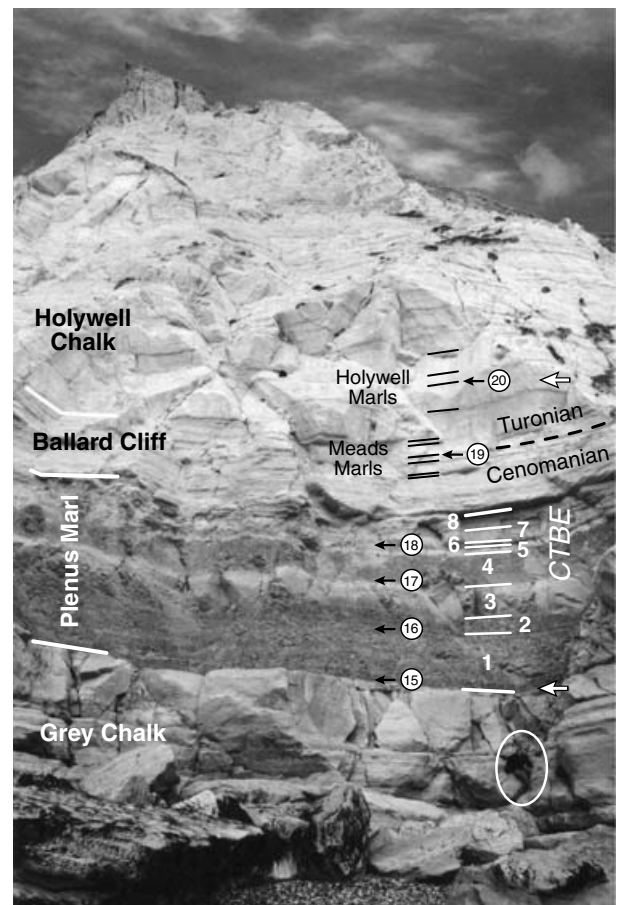 Holywell
Chalk
Holywell
Marls
20
Ballard Cliff
Meads
Marls
19
Turonian
Cenomanian
Plenus Marl
CTBE
8
7
6
5
18
4
17
3
16
2
1
15
Grey Chalk